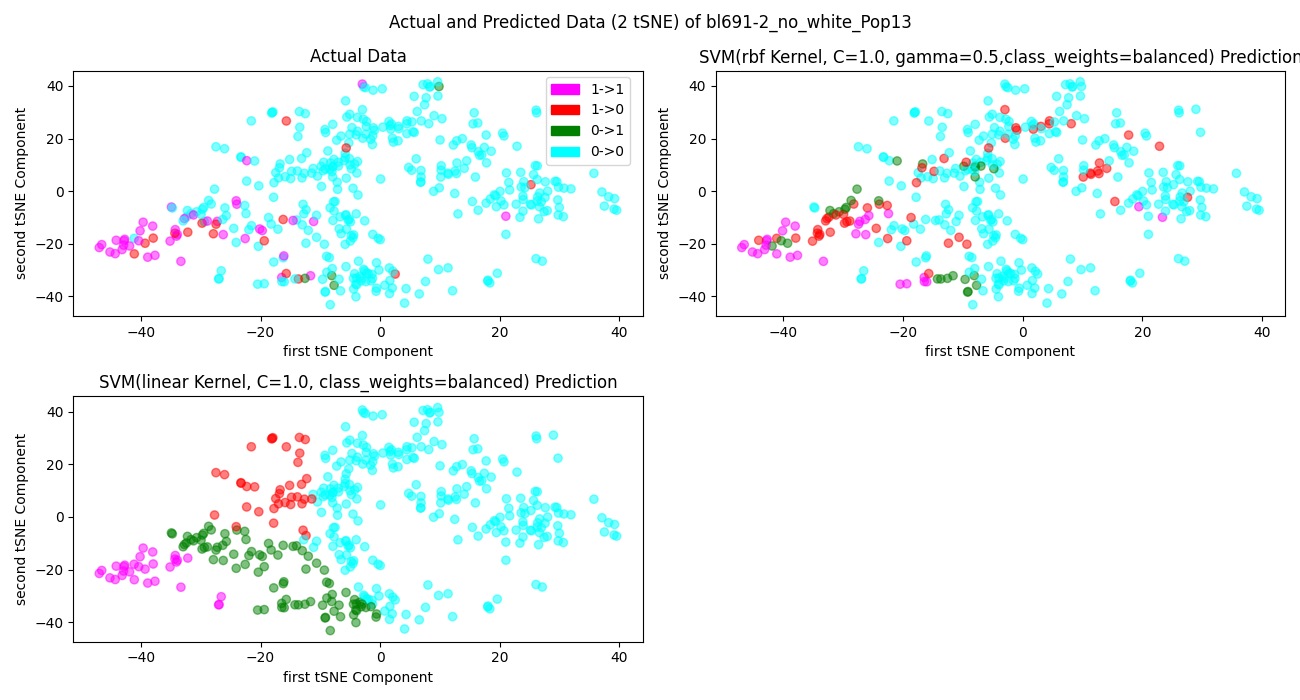 Actual and Predicted Data (2 tSNE) of bl691-2_no_white_Pop13
Actual Data
second tSNE Component
40
20
0
−20
−40
1->1
1->0
0->1
0->0
−40 −20 0 20 40
first tSNE Component
SVM(rbf Kernel, C=1.0, gamma=0.5,class_weights=balanced) Prediction
second tSNE Component
40
20
0
−20
−40
−40 −20 0 20 40
first tSNE Component
SVM(linear Kernel, C=1.0, class_weights=balanced) Prediction
second tSNE Component
40
20
0
−20
−40
−40 −20 0 20 40
first tSNE Component